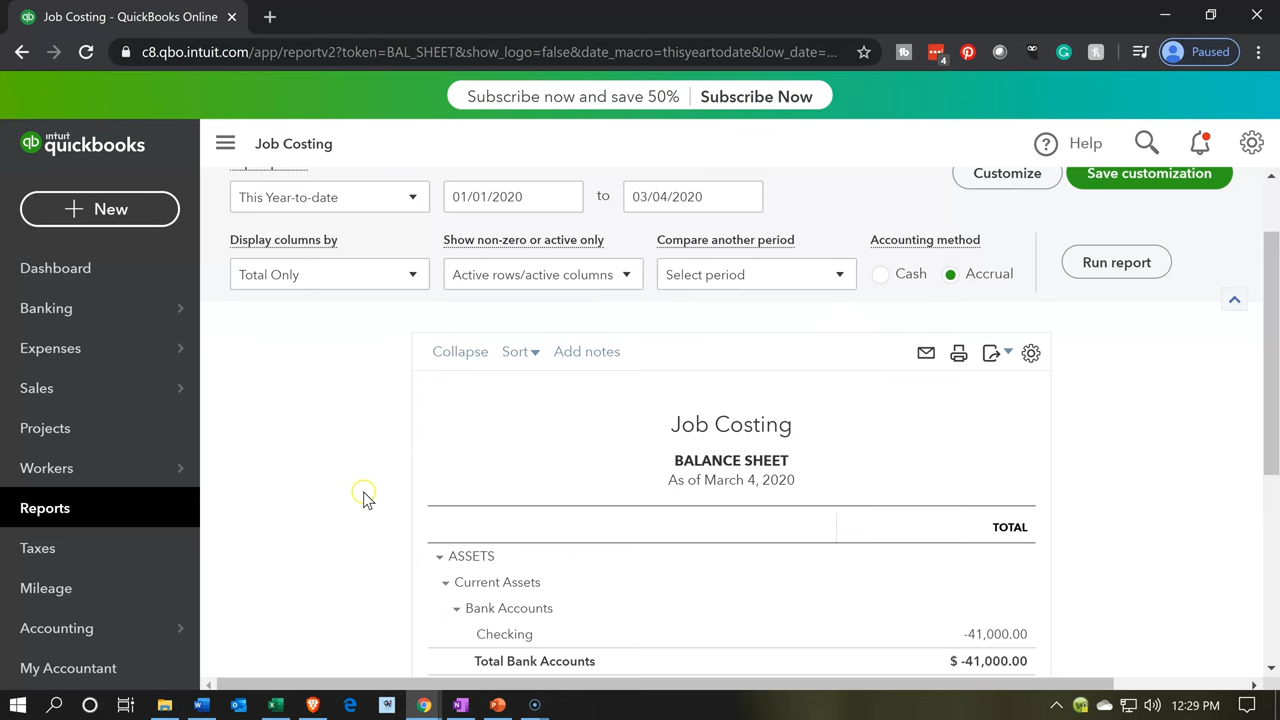 Job Costing - QuickBooks Online
c8.qbo.intuit.com/app/reportv2?token=BAL_SHEET&show_logo=false&date_macro=thisyeartodate&low_date=...
4
Paused
Subscribe now and save 50%
Subscribe Now
intuit
quickbooks
Job Costing
Help
New
Customize
Save customization
This Year-to-date
01/01/2020
to
03/04/2020
Display columns by
Show non-zero or active only
Compare another period
Accounting method
Total Only
Active rows/active columns
Select period
Cash
Accrual
Run report
Dashboard
Banking
Expenses
Sales
Projects
Workers
Reports
Taxes
Mileage
Accounting
My Accountant
Collapse
Sort
Add notes
Job Costing
BALANCE SHEET
As of March 4, 2020
TOTAL
ASSETS
Current Assets
Bank Accounts
Checking -41,000.00
Total Bank Accounts $ -41,000.00
12:29 PM